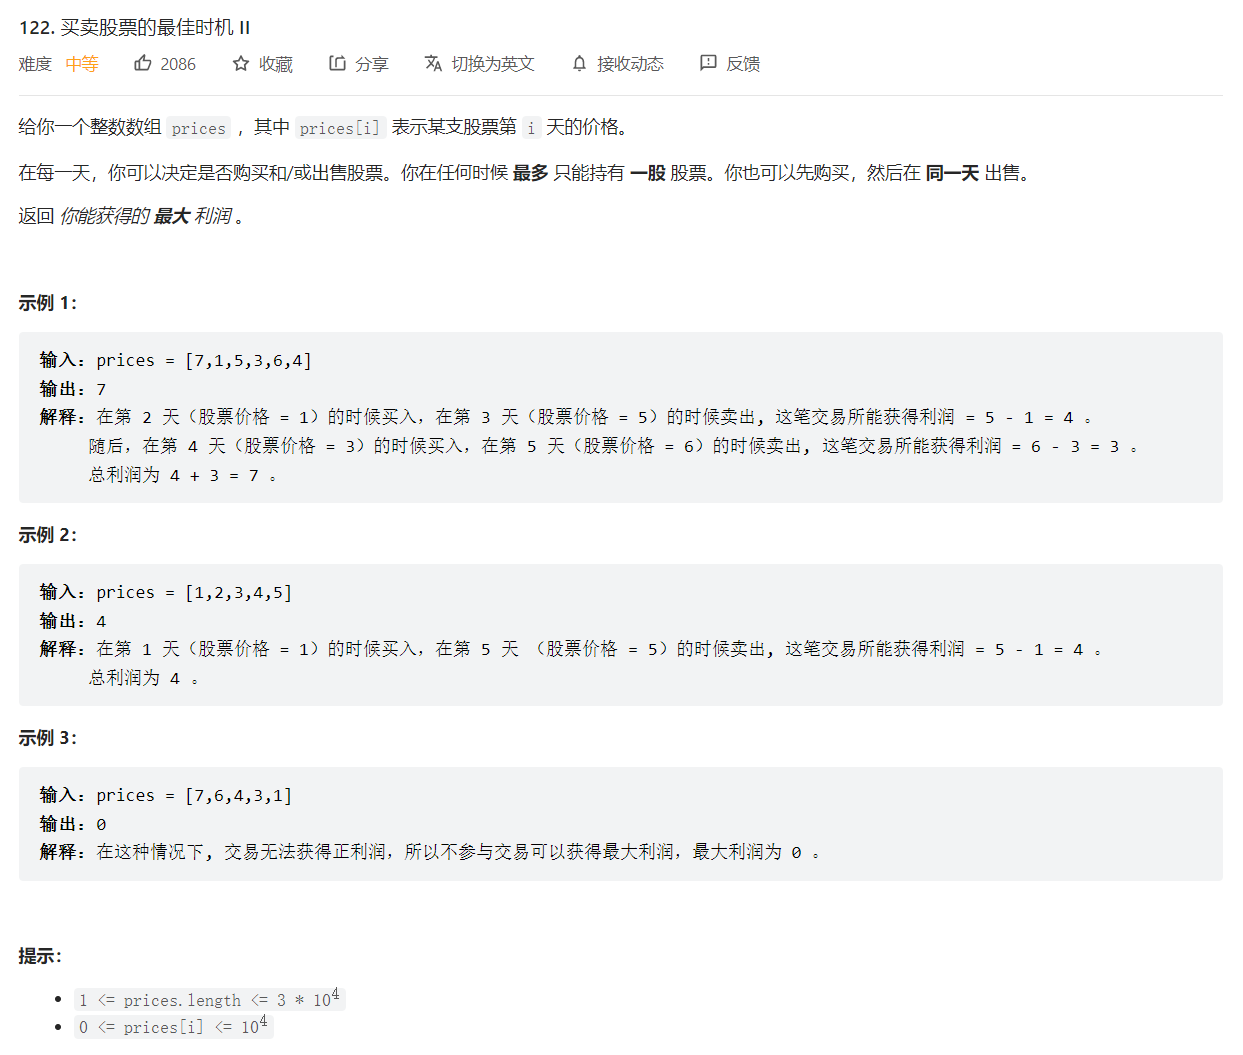 122. 买卖股票的最佳时机 II
难度 中等 2086 收藏 分享 切换为英文 接收动态 反馈
给你一个整数数组 prices ，其中 prices[i] 表示某支股票第 i 天的价格。
在每一天，你可以决定是否购买和/或出售股票。你在任何时候 最多 只能持有 一股 股票。你也可以先购买，然后在 同一天 出售。
返回 你能获得的 最大 利润 。
示例 1：
输入：prices = [7,1,5,3,6,4]
输出：7
解释：在第 2 天（股票价格 = 1）的时候买入，在第 3 天（股票价格 = 5）的时候卖出, 这笔交易所能获得利润 = 5 - 1 = 4 。
随后，在第 4 天（股票价格 = 3）的时候买入，在第 5 天（股票价格 = 6）的时候卖出, 这笔交易所能获得利润 = 6 - 3 = 3 。
总利润为 4 + 3 = 7 。
示例 2：
输入：prices = [1,2,3,4,5]
输出：4
解释：在第 1 天（股票价格 = 1）的时候买入，在第 5 天 （股票价格 = 5）的时候卖出, 这笔交易所能获得利润 = 5 - 1 = 4 。
总利润为 4 。
示例 3：
输入：prices = [7,6,4,3,1]
输出：0
解释：在这种情况下, 交易无法获得正利润，所以不参与交易可以获得最大利润，最大利润为 0 。
提示：
• 1 <= prices.length <= 3 * 10⁴
• 0 <= prices[i] <= 10⁴